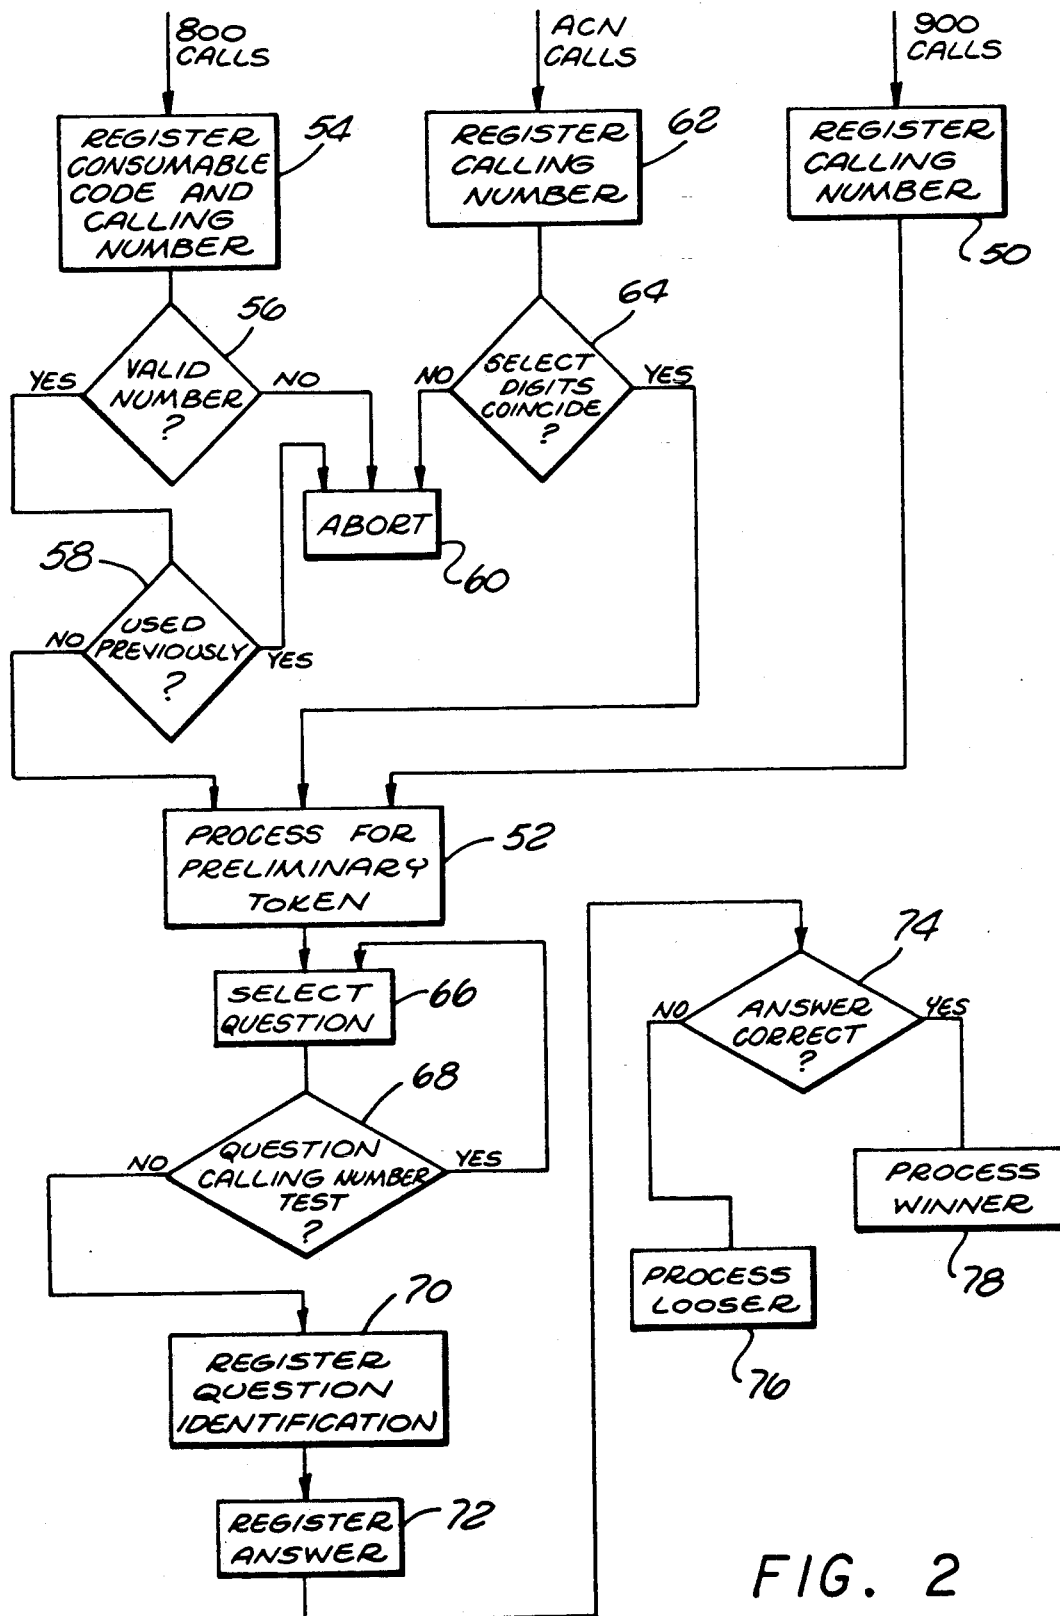 800
CALLS
ACN
CALLS
900
CALLS
REGISTER
CONSUMABLE
CODE AND
CALLING
NUMBER
54
REGISTER
CALLING
NUMBER
62
REGISTER
CALLING
NUMBER
50
VALID
NUMBER
?
56
YES
NO
SELECT
DIGITS
COINCIDE
?
64
NO
YES
ABORT
60
USED
PREVIOUSLY
?
58
NO
YES
PROCESS FOR
PRELIMINARY
TOKEN
52
SELECT
QUESTION
66
QUESTION
CALLING NUMBER
TEST
?
68
NO
YES
REGISTER
QUESTION
IDENTIFICATION
70
REGISTER
ANSWER
72
ANSWER
CORRECT
?
74
NO
YES
PROCESS
LOOSER
76
PROCESS
WINNER
78
FIG. 2